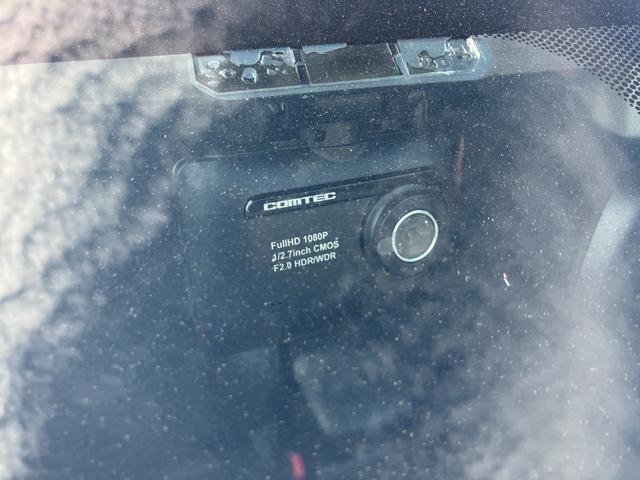 COMTEC
FullHD 1080P
1/2.7inch CMOS
F2.0 HDR/WDR